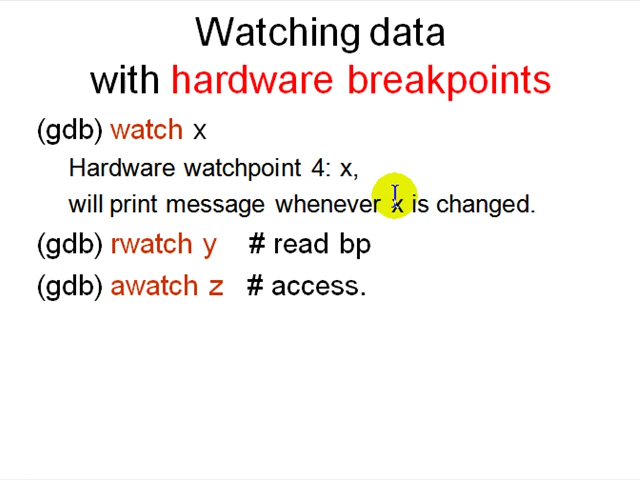 Watching data
with hardware breakpoints
(gdb) watch x
Hardware watchpoint 4: x,
will print message whenever x is changed.
(gdb) rwatch y # read bp
(gdb) awatch z # access.